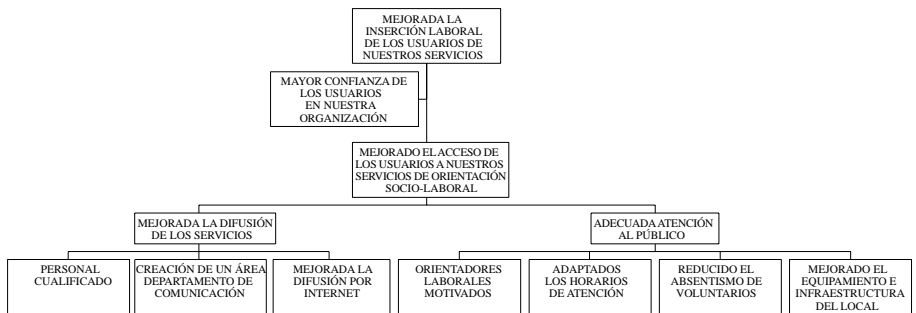 MEJORADA LA
INSERCIÓN LABORAL
DE LOS USUARIOS DE
NUESTROS SERVICIOS
MAYOR CONFIANZA DE
LOS USUARIOS
EN NUESTRA
ORGANIZACIÓN
MEJORADO EL ACCESO DE
LOS USUARIOS A NUESTROS
SERVICIOS DE ORIENTACIÓN
SOCIO-LABORAL
MEJORADA LA DIFUSIÓN
DE LOS SERVICIOS
ADECUADA ATENCIÓN
AL PÚBLICO
PERSONAL
CUALIFICADO
CREACIÓN DE UN ÁREA
DEPARTAMENTO DE
COMUNICACIÓN
MEJORADA LA
DIFUSIÓN POR
INTERNET
ORIENTADORES
LABORALES
MOTIVADOS
ADAPTADOS
LOS HORARIOS
DE ATENCIÓN
REDUCIDO EL
ABSENTISMO DE
VOLUNTARIOS
MEJORADO EL
EQUIPAMIENTO E
INFRAESTRUCTURA
DEL LOCAL